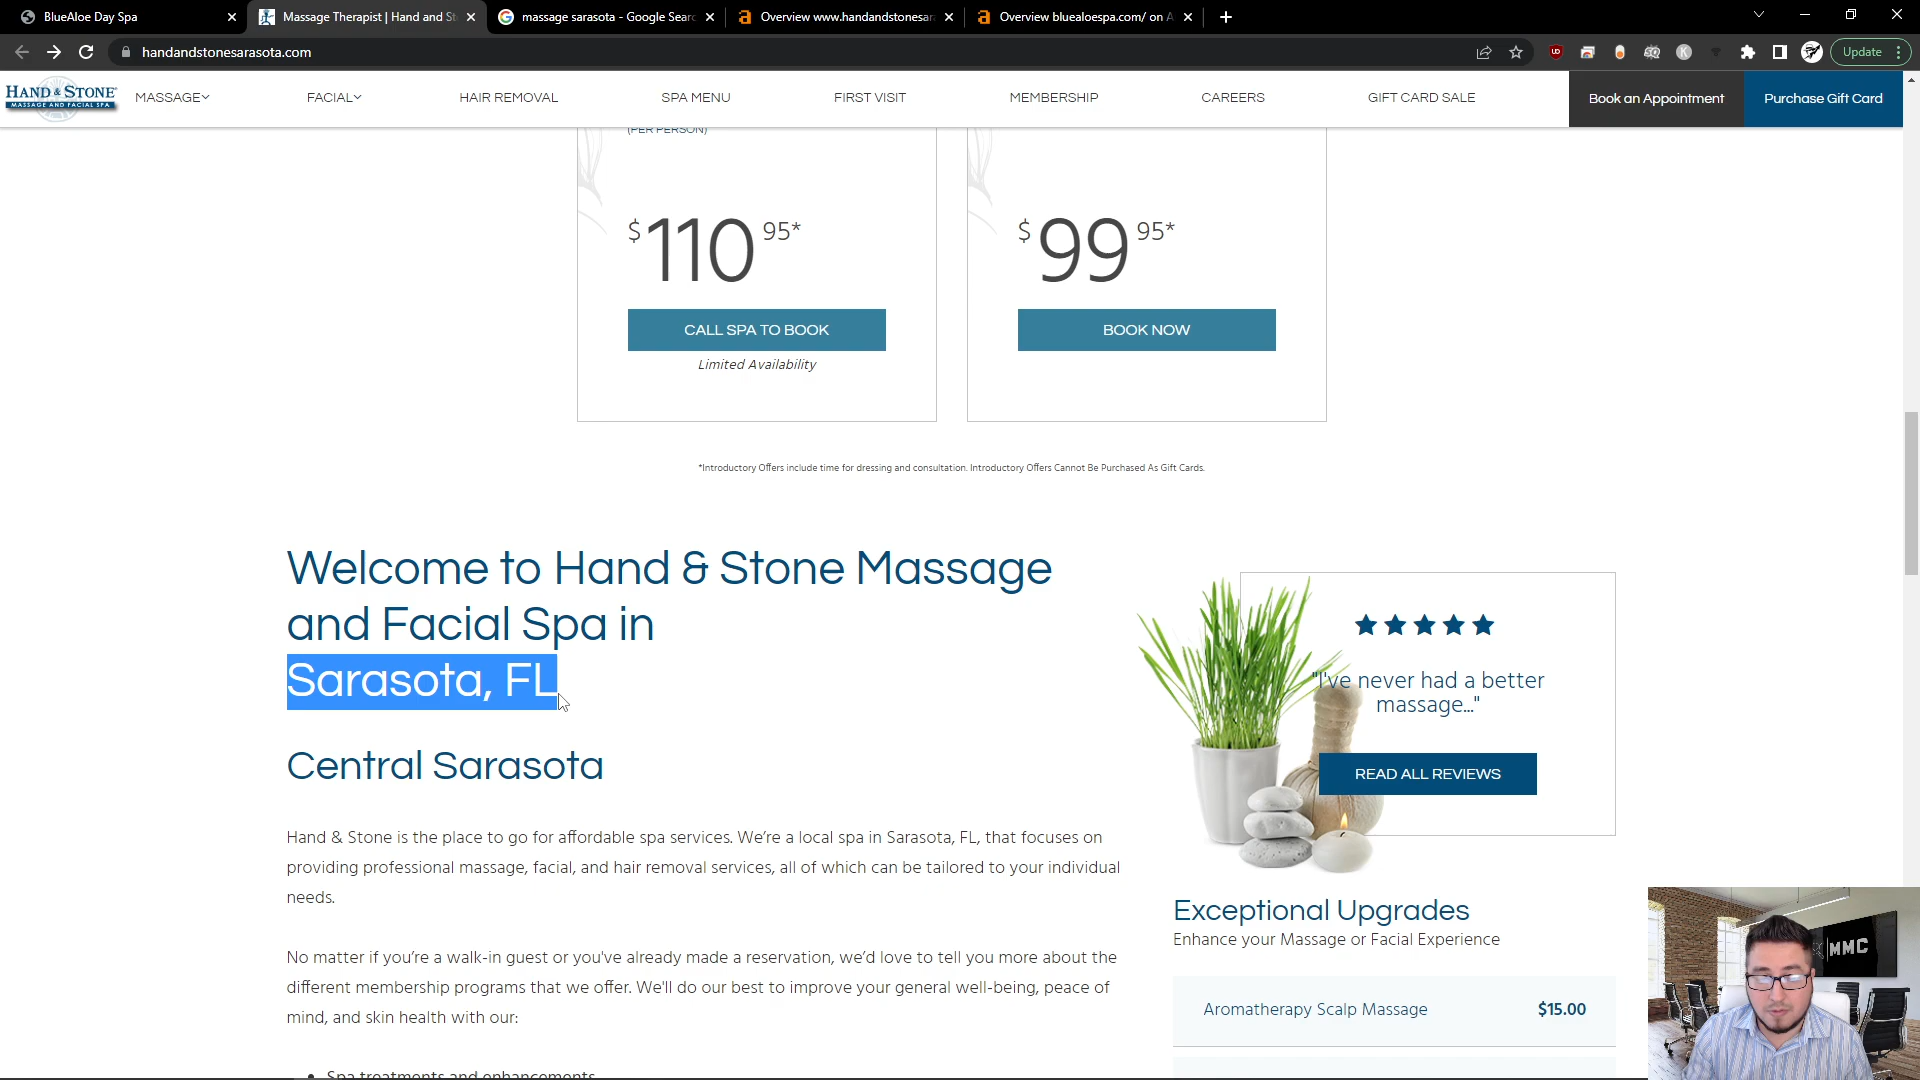 BlueAloe Day Spa
Massage Therapist | Hand and St
massage sarasota - Google Searc
Overview www.handandstonesara
Overview bluealoespa.com/ on A
handandstonesarasota.com
Update
HAND & STONE
MASSAGE AND FACIAL SPA
MASSAGE
FACIAL
HAIR REMOVAL
SPA MENU
FIRST VISIT
MEMBERSHIP
CAREERS
GIFT CARD SALE
Book an Appointment
Purchase Gift Card
(PER PERSON)
$110 95*
CALL SPA TO BOOK
Limited Availability
$99 95*
BOOK NOW
*Introductory Offers include time for dressing and consultation. Introductory Offers Cannot Be Purchased As Gift Cards.
Welcome to Hand & Stone Massage
and Facial Spa in
Sarasota, FL
Central Sarasota
Hand & Stone is the place to go for affordable spa services. We're a local spa in Sarasota, FL, that focuses on
providing professional massage, facial, and hair removal services, all of which can be tailored to your individual
needs.
No matter if you're a walk-in guest or you've already made a reservation, we'd love to tell you more about the
different membership programs that we offer. We'll do our best to improve your general well-being, peace of
mind, and skin health with our:
• Spa treatments and enhancements
"I've never had a better
massage..."
READ ALL REVIEWS
Exceptional Upgrades
Enhance your Massage or Facial Experience
Aromatherapy Scalp Massage $15.00
MMC